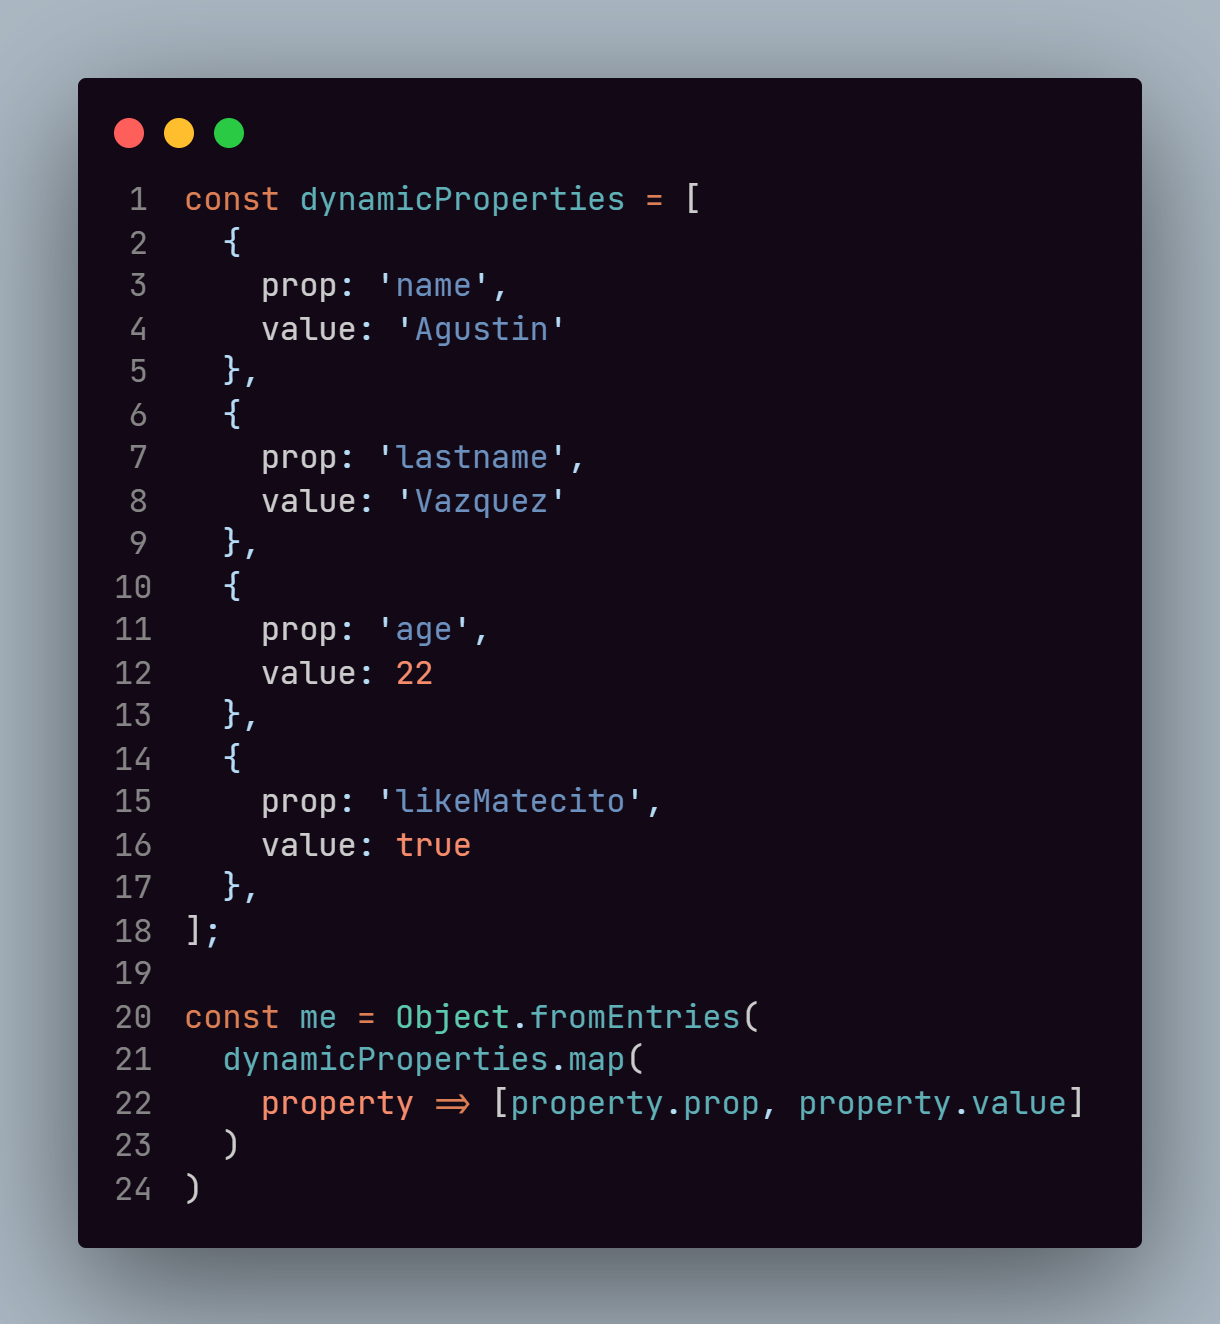 1 const dynamicProperties = [
2   {
3     prop: 'name',
4     value: 'Agustin'
5   },
6   {
7     prop: 'lastname',
8     value: 'Vazquez'
9   },
10   {
11     prop: 'age',
12     value: 22
13   },
14   {
15     prop: 'likeMatecito',
16     value: true
17   },
18 ];
19
20 const me = Object.fromEntries(
21   dynamicProperties.map(
22     property => [property.prop, property.value]
23   )
24 )